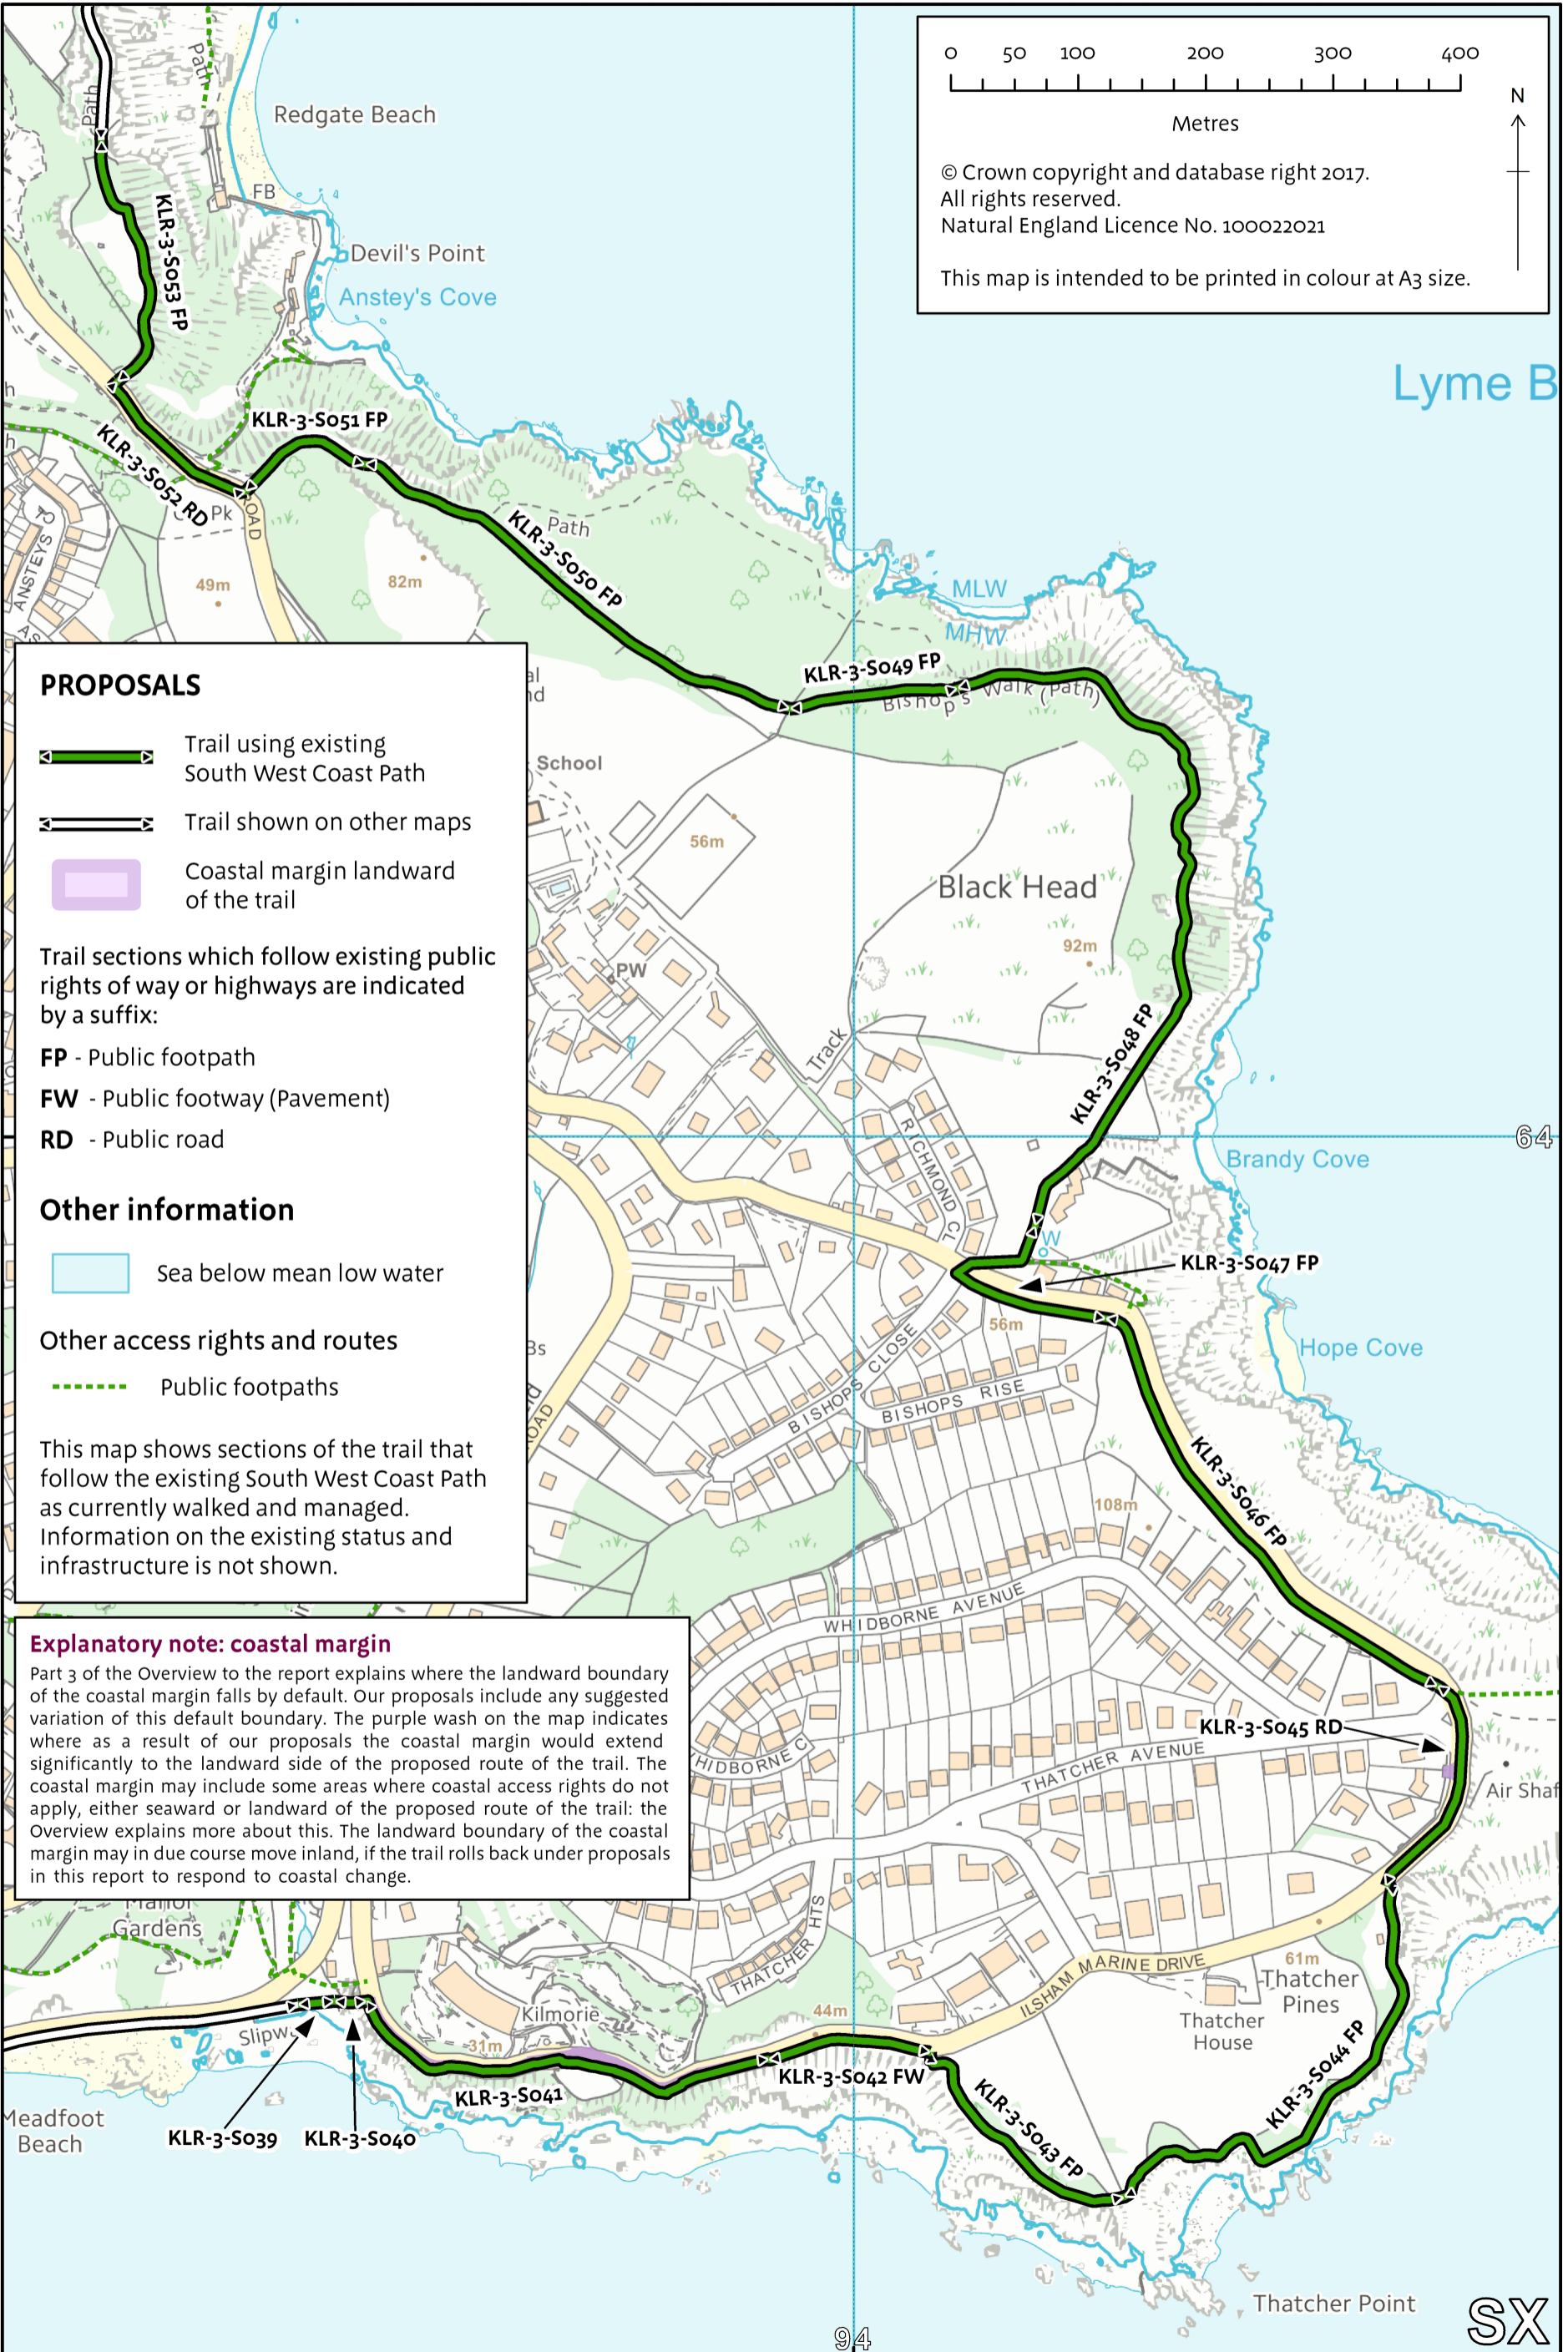 0 50 100 200 300 400
Metres
N
© Crown copyright and database right 2017.
All rights reserved.
Natural England Licence No. 100022021
This map is intended to be printed in colour at A3 size.
Path
Path
Redgate Beach
FB
KLR-3-S053 FP
Devil's Point
Anstey's Cove
Lyme B
h
h
KLR-3-S051 FP
KLR-3-S052 RD
Pk
ROAD
ANSTEYS
AS
49m
82m
Path
KLR-3-S050 FP
MLW
MHW
KLR-3-S049 FP
Bishop's Walk (Path)
PROPOSALS
Trail using existing
South West Coast Path
Trail shown on other maps
Coastal margin landward
of the trail
Trail sections which follow existing public
rights of way or highways are indicated
by a suffix:
FP - Public footpath
FW - Public footway (Pavement)
RD - Public road
Other information
Sea below mean low water
Other access rights and routes
Public footpaths
This map shows sections of the trail that
follow the existing South West Coast Path
as currently walked and managed.
Information on the existing status and
infrastructure is not shown.
al
nd
School
56m
Black Head
92m
PW
Track
KLR-3-S048 FP
64
RICHMOND CL
Brandy Cove
W
KLR-3-S047 FP
56m
Hope Cove
BISHOPS CLOSE
BISHOPS RISE
Bs
ROAD
KLR-3-S046 FP
108m
WHIDBORNE AVENUE
Explanatory note: coastal margin
Part 3 of the Overview to the report explains where the landward boundary
of the coastal margin falls by default. Our proposals include any suggested
variation of this default boundary. The purple wash on the map indicates
where as a result of our proposals the coastal margin would extend
significantly to the landward side of the proposed route of the trail. The
coastal margin may include some areas where coastal access rights do not
apply, either seaward or landward of the proposed route of the trail: the
Overview explains more about this. The landward boundary of the coastal
margin may in due course move inland, if the trail rolls back under proposals
in this report to respond to coastal change.
KLR-3-S045 RD
HIDBORNE C
THATCHER AVENUE
Air Shaf
THATCHER HTS
Manor
Gardens
ILSHAM MARINE DRIVE
61m
Thatcher
Pines
Thatcher
House
Kilmorie
44m
31m
Slipw
KLR-3-S041
KLR-3-S042 FW
KLR-3-S043 FP
KLR-3-S044 FP
Meadfoot
Beach
KLR-3-S039
KLR-3-S040
Thatcher Point
94
SX